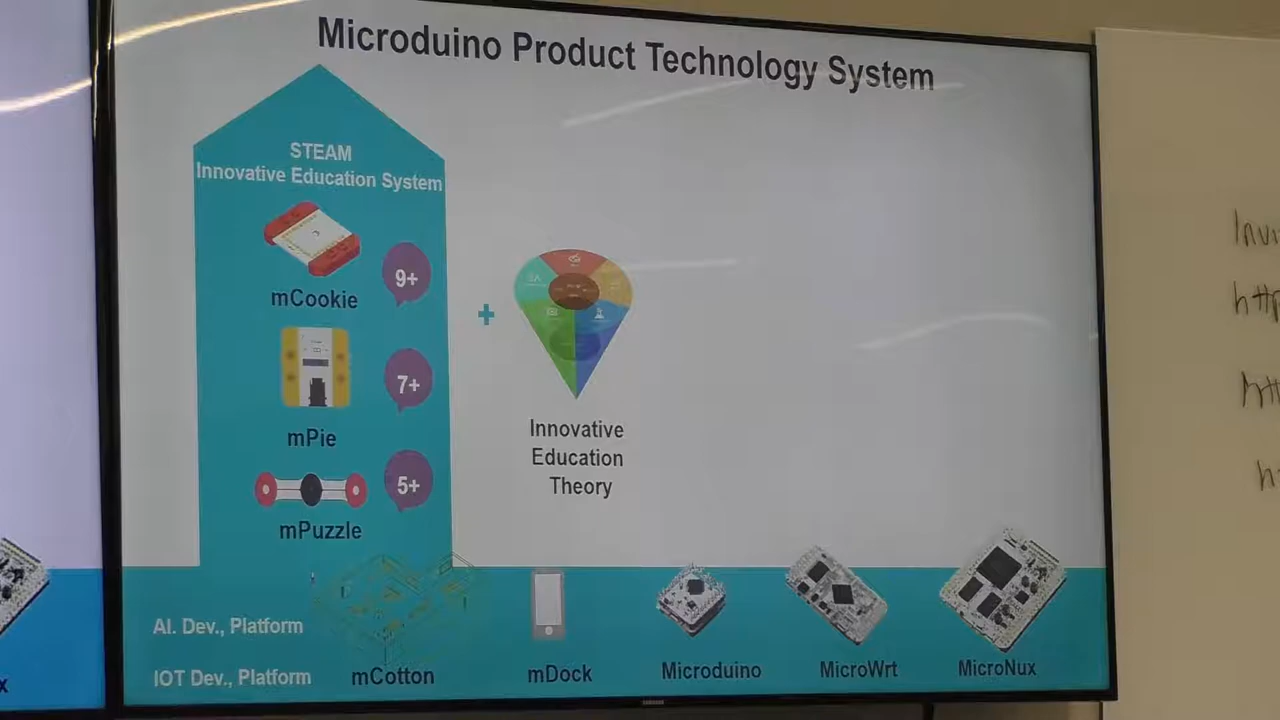 Microduino Product Technology System
STEAM
Innovative Education System
mCookie
9+
mPie
7+
mPuzzle
5+
+
Innovative
Education
Theory
AI. Dev., Platform
IOT Dev., Platform
mCotton
mDock
Microduino
MicroWrt
MicroNux
x
SAMSUNG